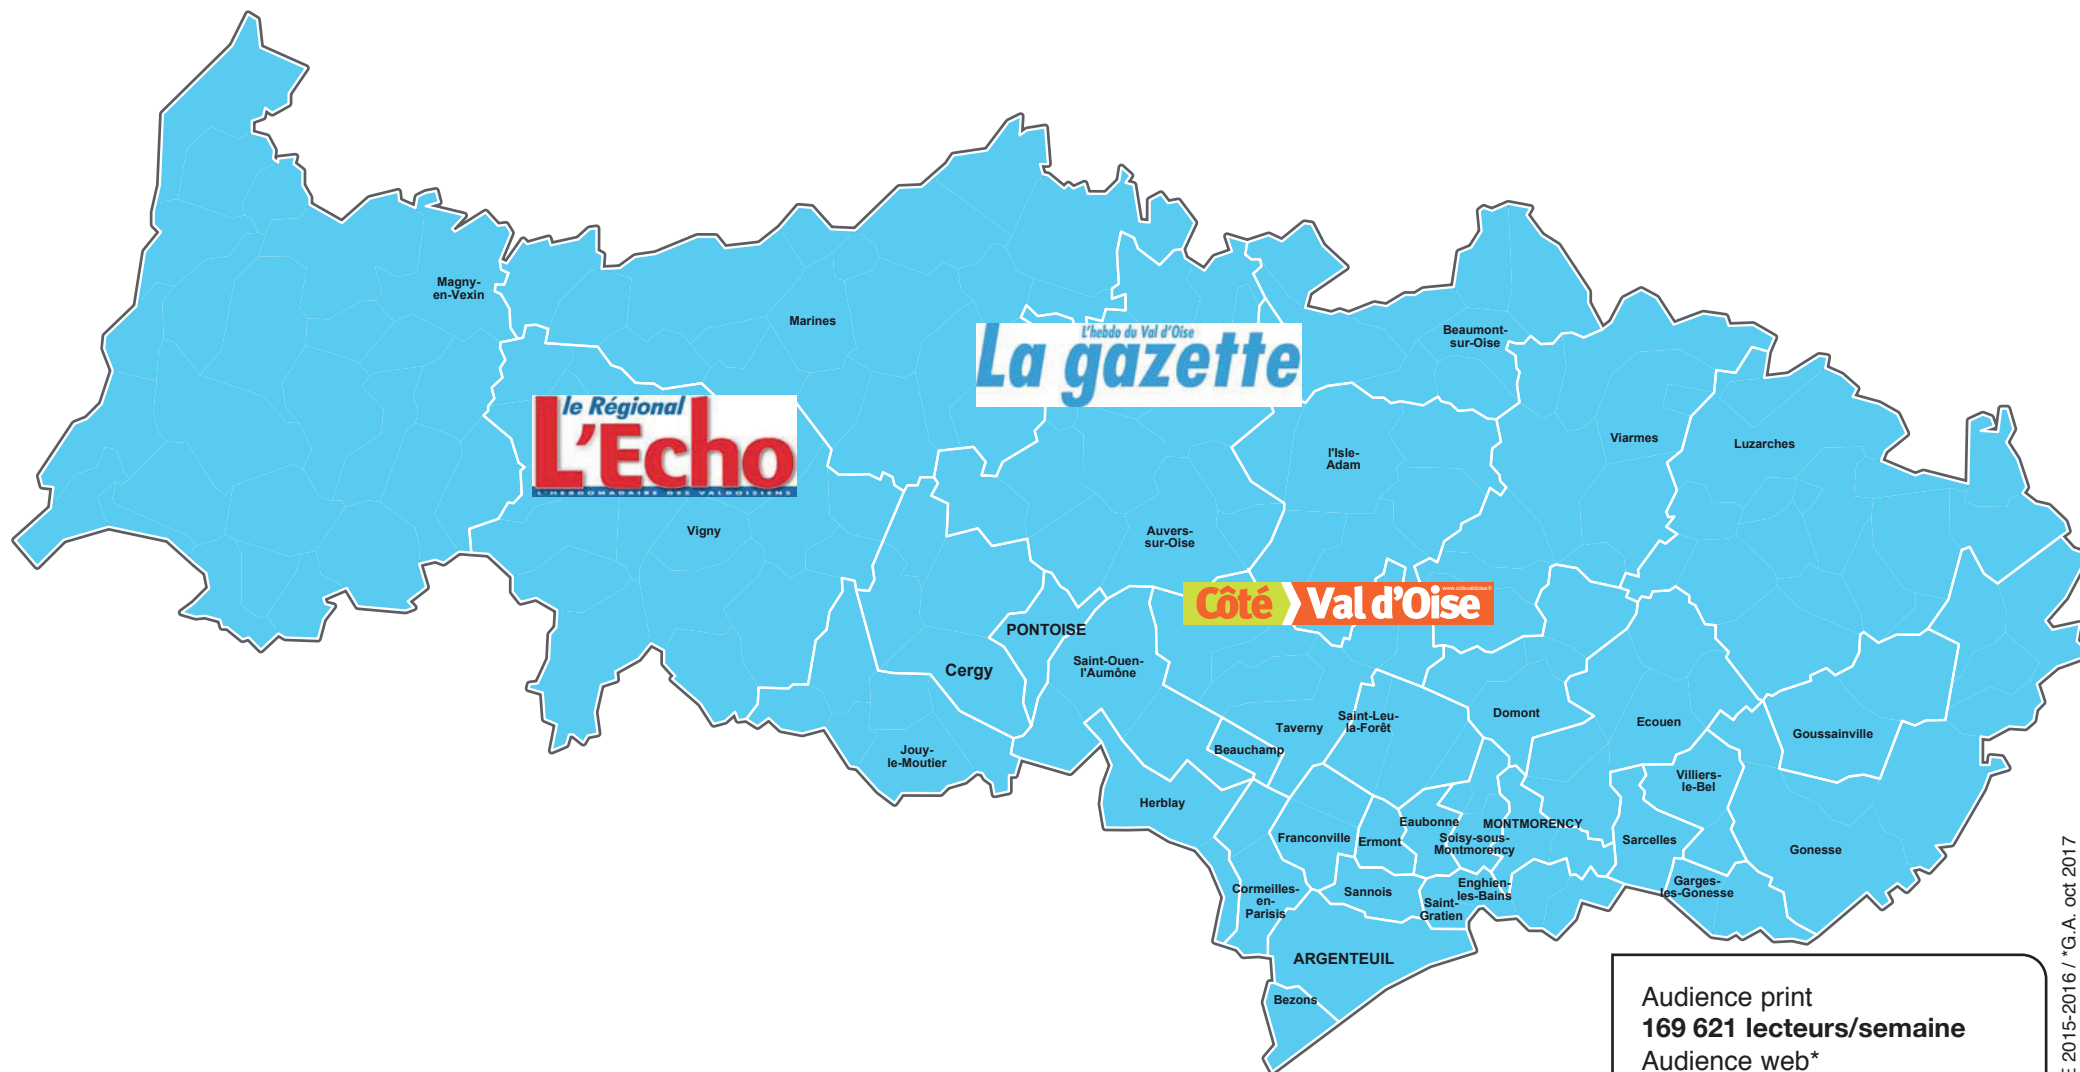 Magny-
en-Vexin
Marines
L'hebdo du Val d'Oise
La gazette
Beaumont-
sur-Oise
le Régional
L'Echo
L'HEBDOMADAIRE DES VALDOISIENS
Viarmes
Luzarches
l'Isle-
Adam
Vigny
Auvers-
sur-Oise
Côté Val d'Oise
PONTOISE
Cergy
Saint-Ouen-
l'Aumône
Jouy-
le-Moutier
Taverny
Saint-Leu-
la-Forêt
Beauchamp
Domont
Ecouen
Goussainville
Villiers-
le-Bel
Herblay
Franconville
Ermont
Eaubonne
Soisy-sous-
Montmorency
MONTMORENCY
Sarcelles
Gonesse
Garges-
les-Gonesse
Cormeilles-
en-
Parisis
Sannois
Saint-
Gratien
Enghien-
les-Bains
ARGENTEUIL
Bezons
Audience print
169 621 lecteurs/semaine
Audience web*
E 2015-2016 / *G.A. oct 2017